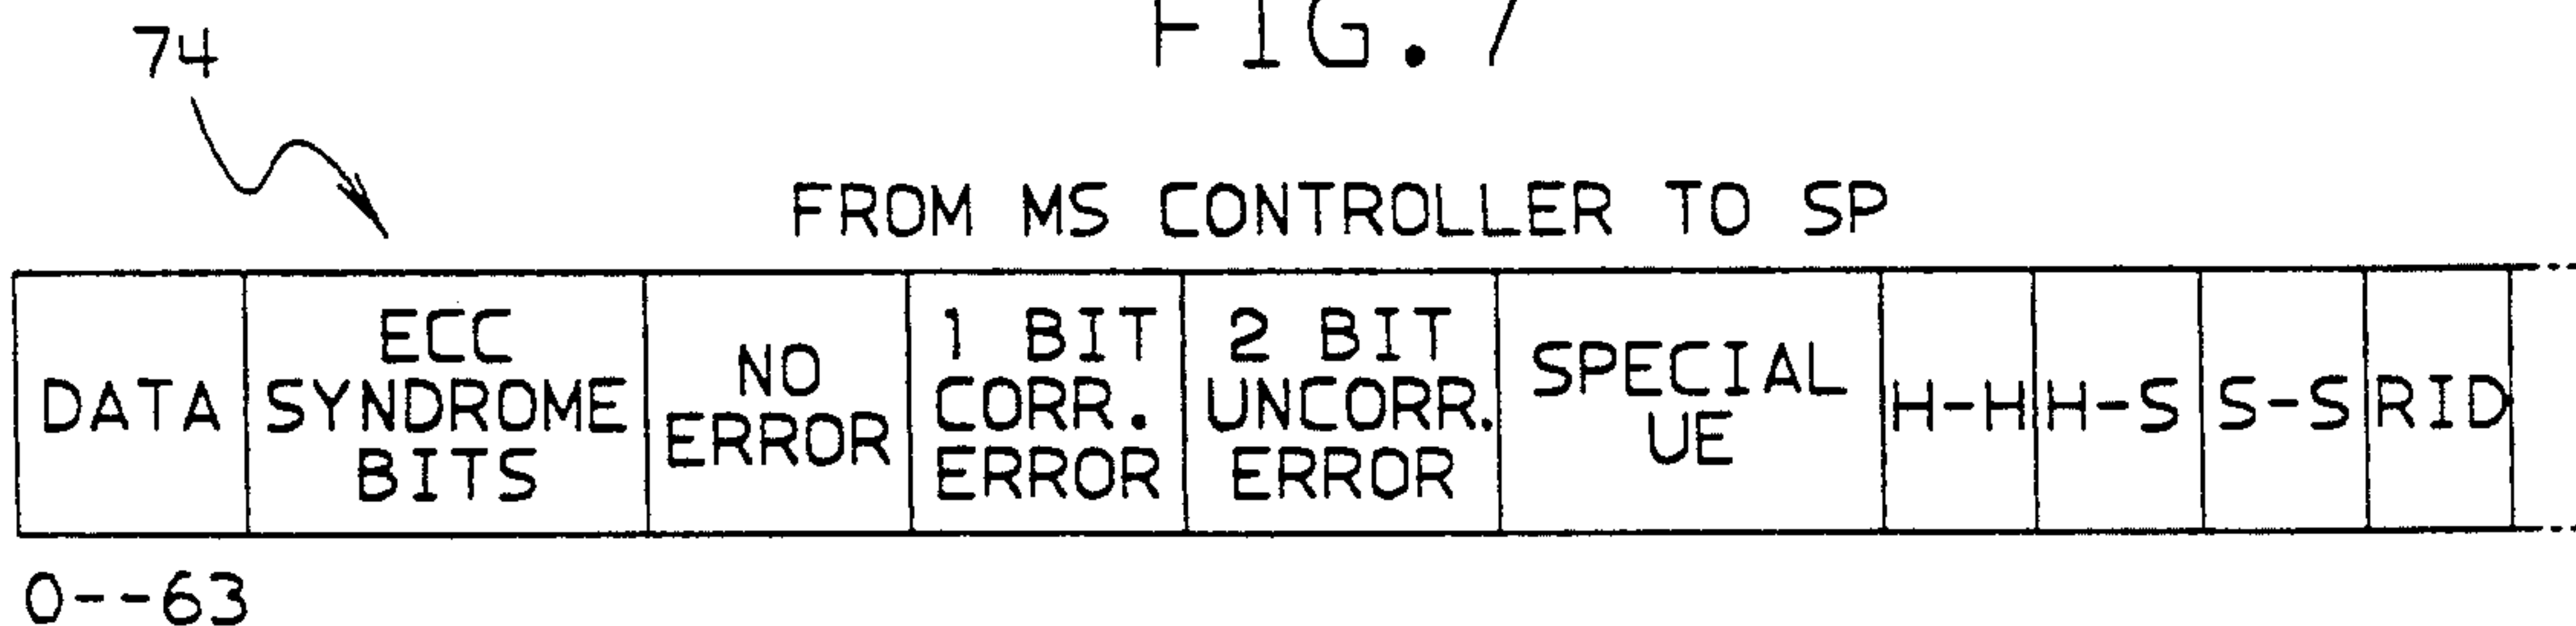 FIG. 7
74
FROM MS CONTROLLER TO SP
DATA
ECC
SYNDROME
BITS
NO
ERROR
1 BIT
CORR.
ERROR
2 BIT
UNCORR.
ERROR
SPECIAL
UE
H-H
H-S
S-S
RID
0--63